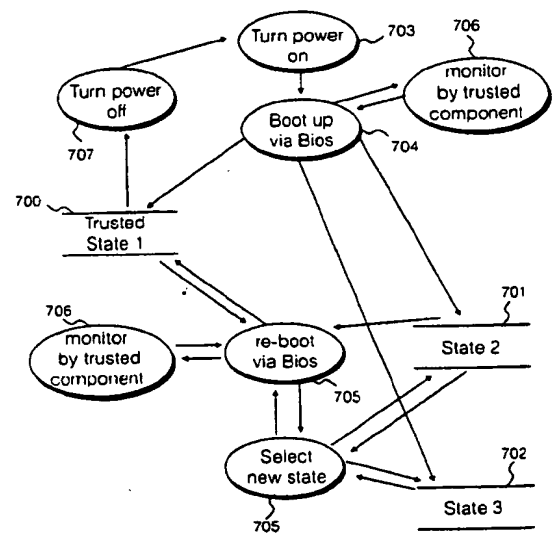 Turn power
on
703
706
monitor
by trusted
component
Turn power
off
707
Boot up
via Bios
704
700
Trusted
State 1
706
monitor
by trusted
component
re-boot
via Bios
705
701
State 2
Select
new state
705
702
State 3